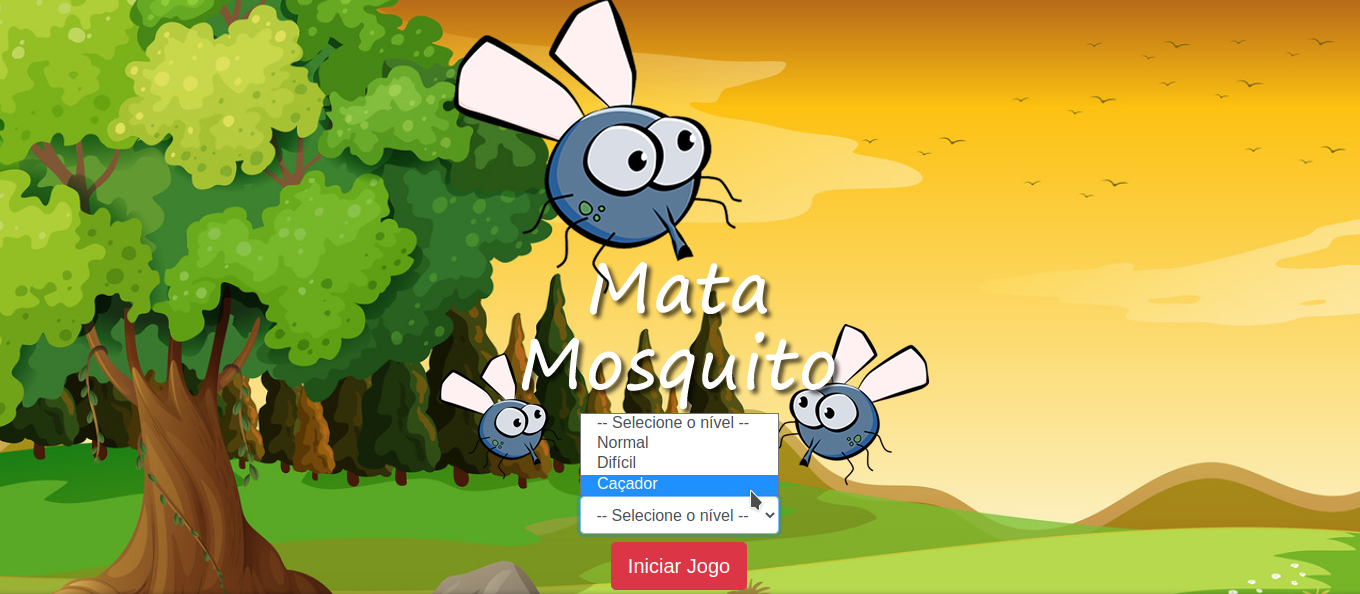 Mata
Mosquito
-- Selecione o nível --
Normal
Difícil
Caçador
-- Selecione o nível --
Iniciar Jogo